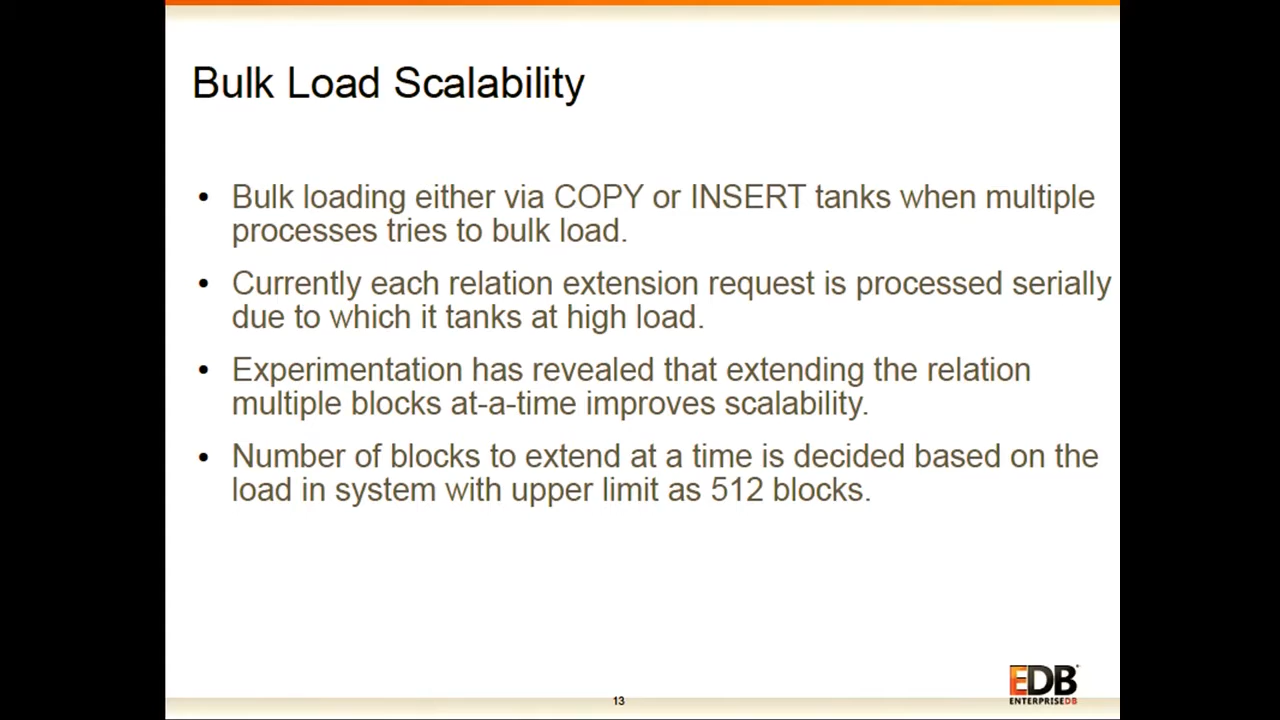 Bulk Load Scalability
• Bulk loading either via COPY or INSERT tanks when multiple
processes tries to bulk load.
• Currently each relation extension request is processed serially
due to which it tanks at high load.
• Experimentation has revealed that extending the relation
multiple blocks at-a-time improves scalability.
• Number of blocks to extend at a time is decided based on the
load in system with upper limit as 512 blocks.
EDB
ENTERPRISEDB
13